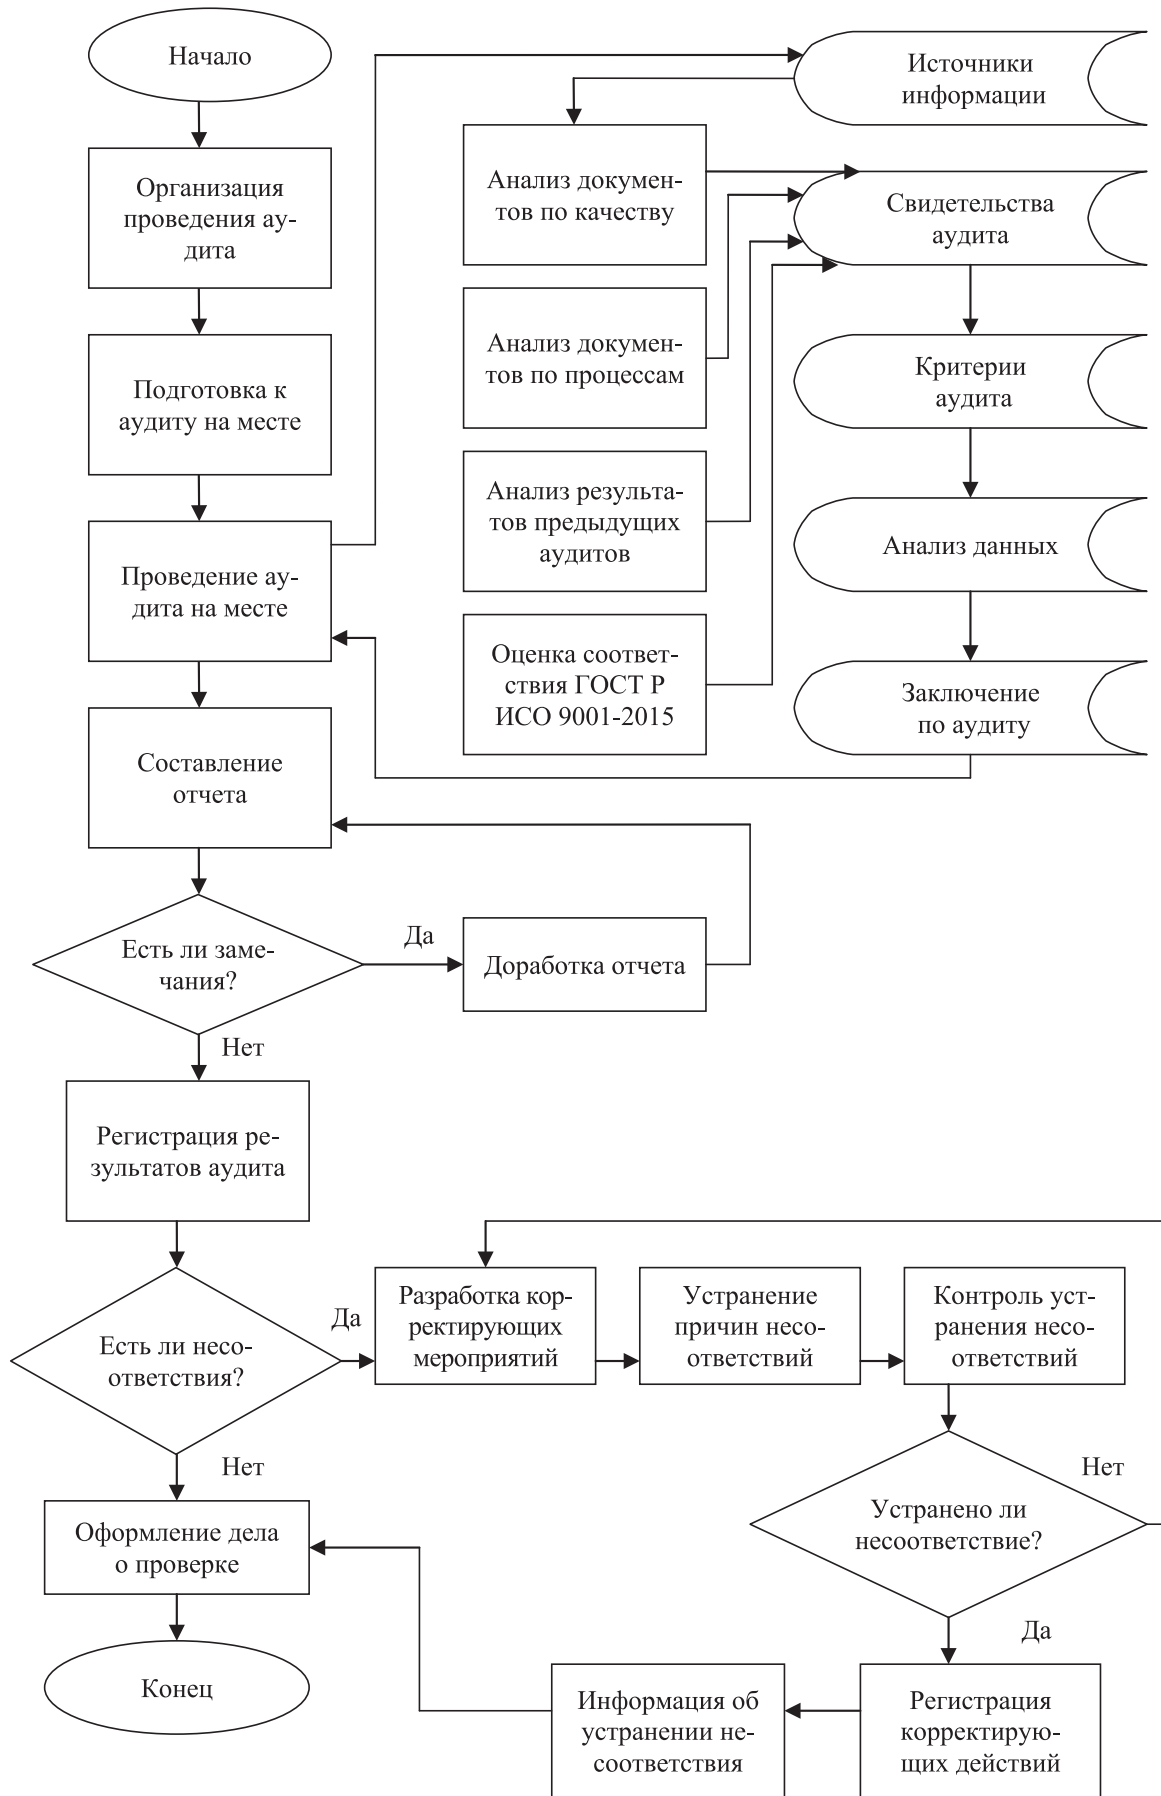 Начало
Организация
проведения ау-
дита
Подготовка к
аудиту на месте
Проведение ау-
дита на месте
Составление
отчета
Источники
информации
Анализ докумен-
тов по качеству
Анализ докумен-
тов по процессам
Анализ результа-
тов предыдущих
аудитов
Оценка соответ-
ствия ГОСТ Р
ИСО 9001-2015
Свидетельства
аудита
Критерии
аудита
Анализ данных
Заключение
по аудиту
Есть ли заме-
чания?
Да
Доработка отчета
Нет
Регистрация ре-
зультатов аудита
Есть ли несо-
ответствия?
Да
Разработка кор-
ректирующих
мероприятий
Устранение
причин несо-
ответствий
Контроль уст-
ранения несо-
ответствий
Нет
Устранено ли
несоответствие?
Нет
Да
Оформление дела
о проверке
Конец
Информация об
устранении не-
соответствия
Регистрация
корректирую-
щих действий